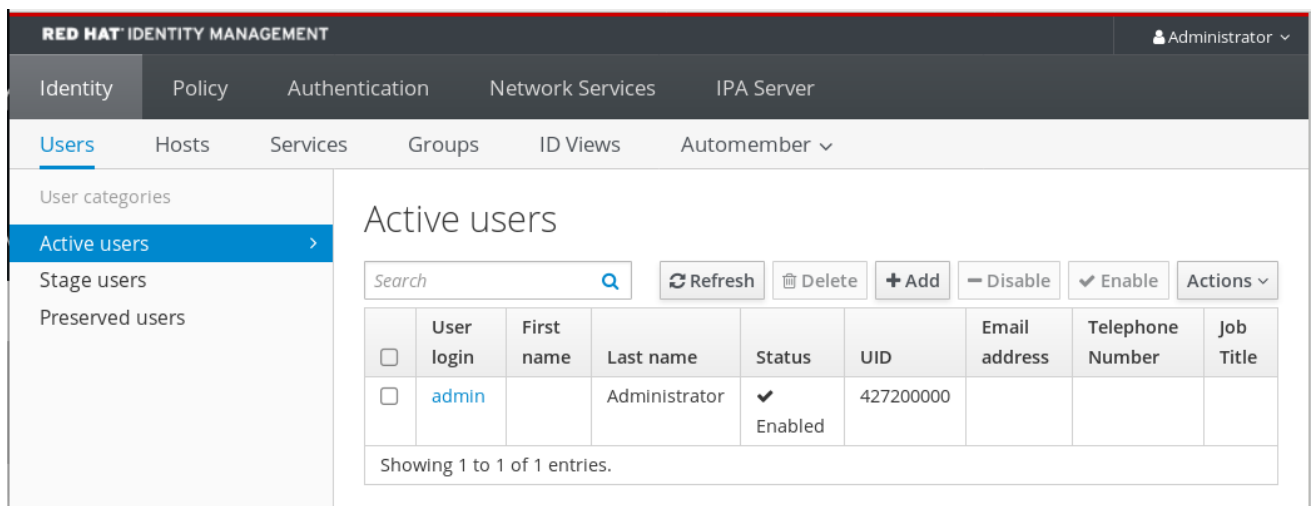 RED HAT® IDENTITY MANAGEMENT Administrator
Identity Policy Authentication Network Services IPA Server
Users Hosts Services Groups ID Views Automember
User categories
Active users
Stage users
Preserved users
Active users
Search Refresh Delete Add Disable Enable Actions
User login First name Last name Status UID Email address Telephone Number Job Title
admin Administrator Enabled 427200000
Showing 1 to 1 of 1 entries.